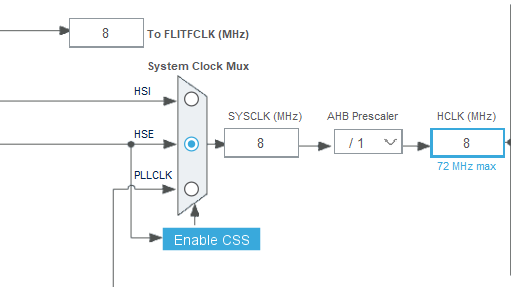 8
To FLITFCLK (MHz)
System Clock Mux
HSI
SYSCLK (MHz)
AHB Prescaler
HCLK (MHz)
HSE
8
/ 1
8
72 MHz max
PLLCLK
Enable CSS